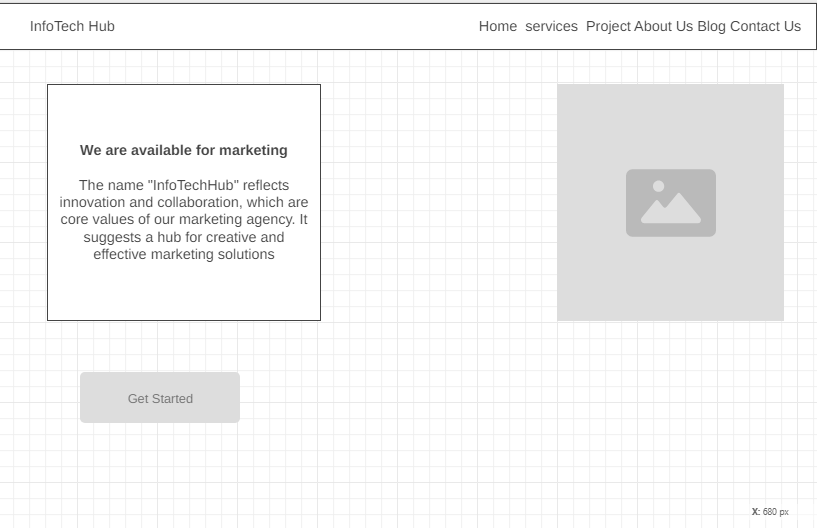 InfoTech Hub
Home services Project About Us Blog Contact Us
We are available for marketing
The name "InfoTechHub" reflects
innovation and collaboration, which are
core values of our marketing agency. It
suggests a hub for creative and
effective marketing solutions
Get Started
X: 680 px